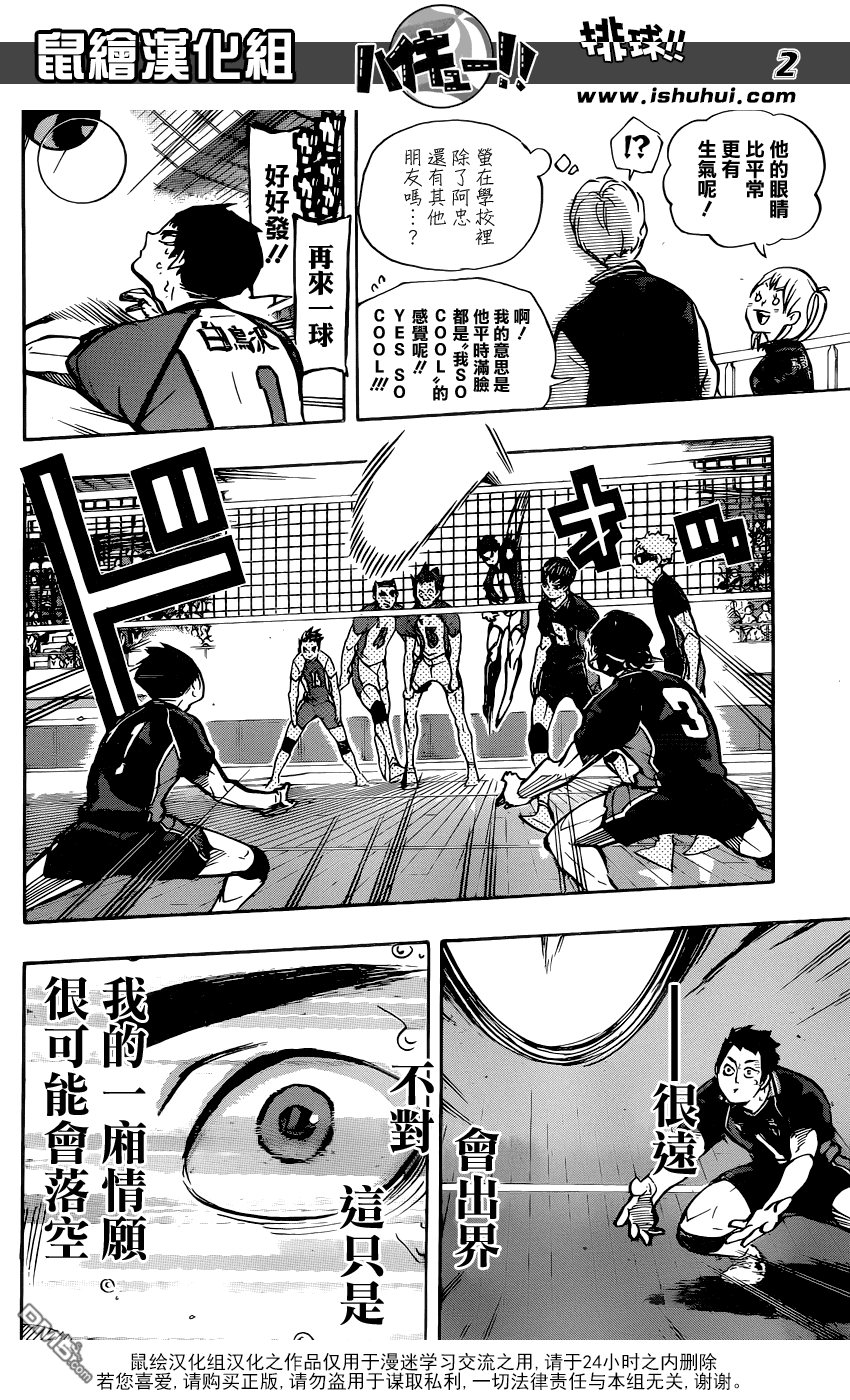 鼠繪漢化組
ハイキュー!!
排球!!
2
www.ishuhui.com
他的眼睛
比平常
更有
生氣呢！
!?
螢在學校裡
除了阿忠
還有其他
朋友嗎…?
啊！
我的意思是
他平時滿臉
都是“我SO
COOL”的
感覺呢!!
YES SO
COOL!!!
再來一球
好好發!!
白鳥沢
1
1
3
——很遠
會出界
不對
這只是
我的一廂情願
很可能會落空
鼠绘汉化组汉化之作品仅用于漫迷学习交流之用, 请于24小时之内删除
若您喜爱, 请购买正版, 请勿用于谋取私利, 一切法律责任与本组无关, 谢谢。